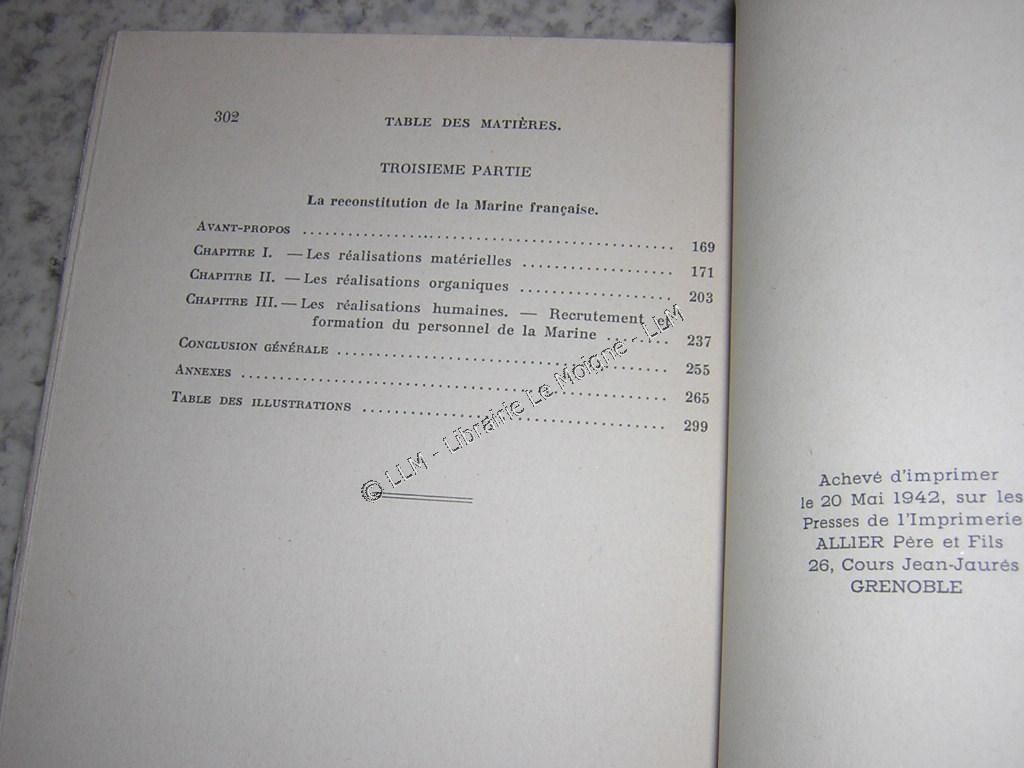 302
TABLE DES MATIÈRES.
TROISIEME PARTIE
La reconstitution de la Marine française.
AVANT-PROPOS ........................................ 169
CHAPITRE I. — Les réalisations matérielles .................... 171
CHAPITRE II. — Les réalisations organiques .................... 203
CHAPITRE III. — Les réalisations humaines. — Recrutement et
formation du personnel de la Marine ........ 237
CONCLUSION GÉNÉRALE ........................................ 255
ANNEXES .................................................. 265
TABLE DES ILLUSTRATIONS .................................. 299
© LLM - Librairie Le Moigne - LLM
Achevé d'imprimer
le 20 Mai 1942, sur les
Presses de l'Imprimerie
ALLIER Père et Fils
26, Cours Jean-Jaurés
GRENOBLE